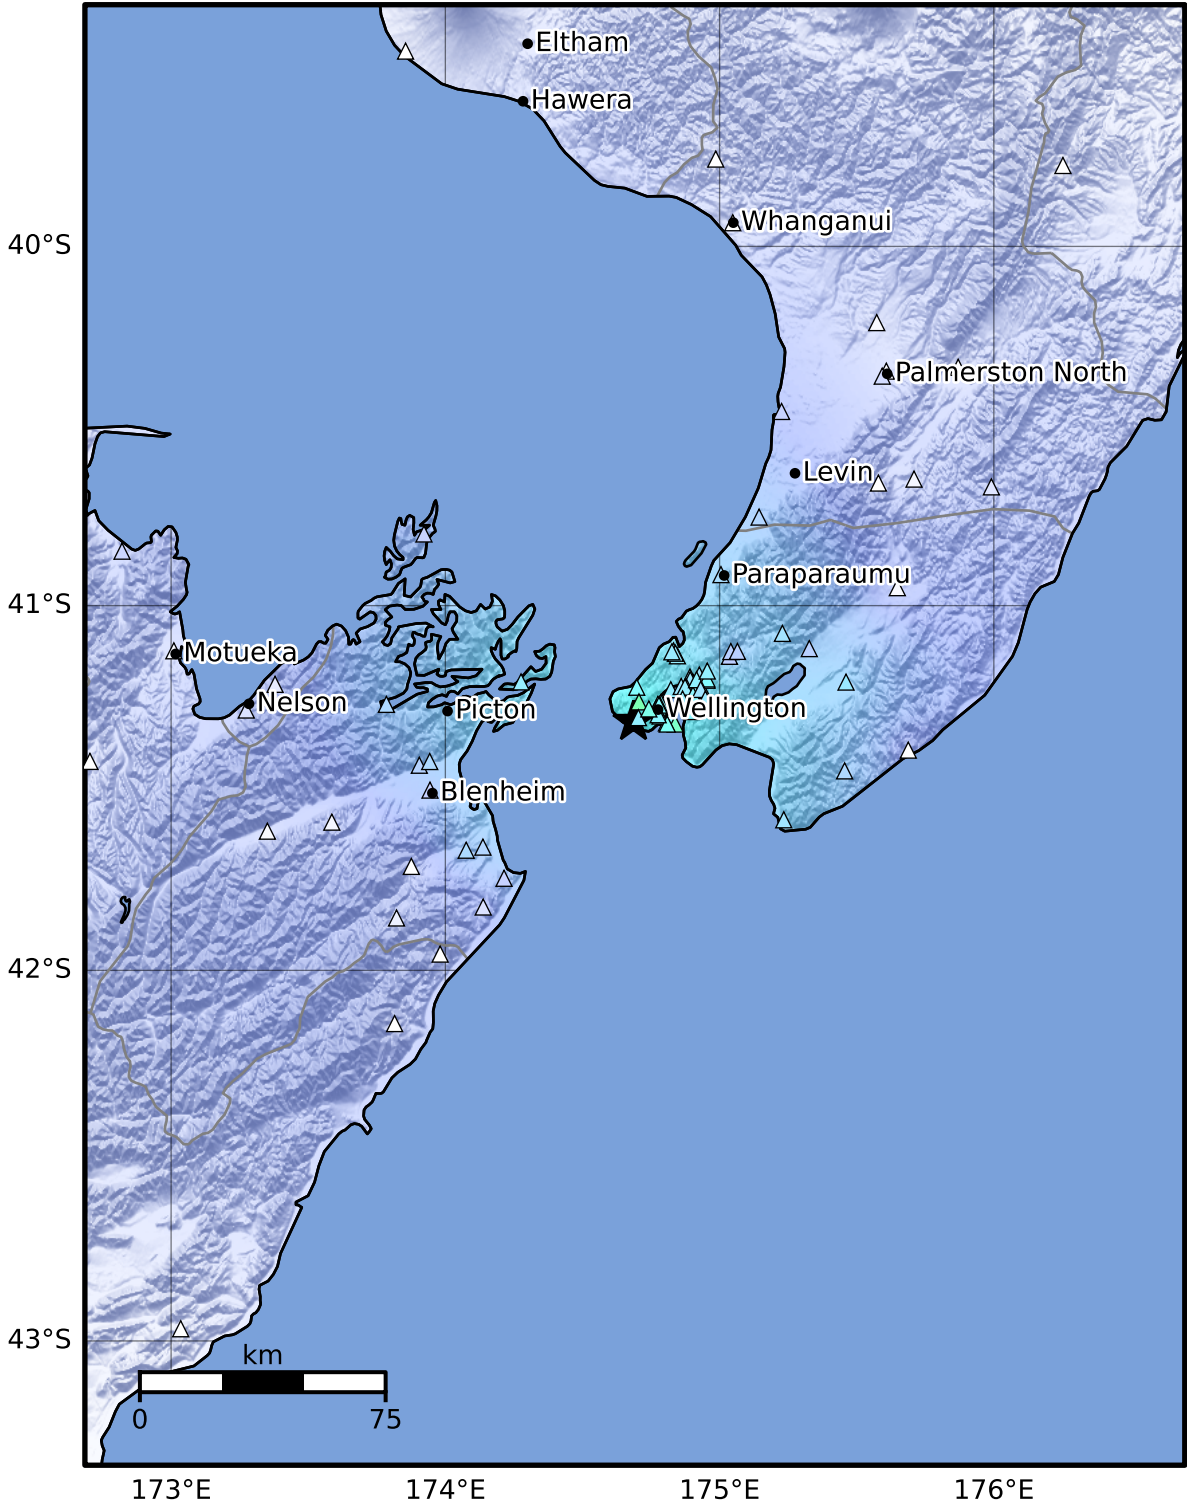 Eltham
Hawera
Whanganui
40°S
Palmerston North
Levin
Paraparaumu
41°S
Motueka
Nelson
Picton
Wellington
Blenheim
42°S
43°S
km
0
75
173°E
174°E
175°E
176°E